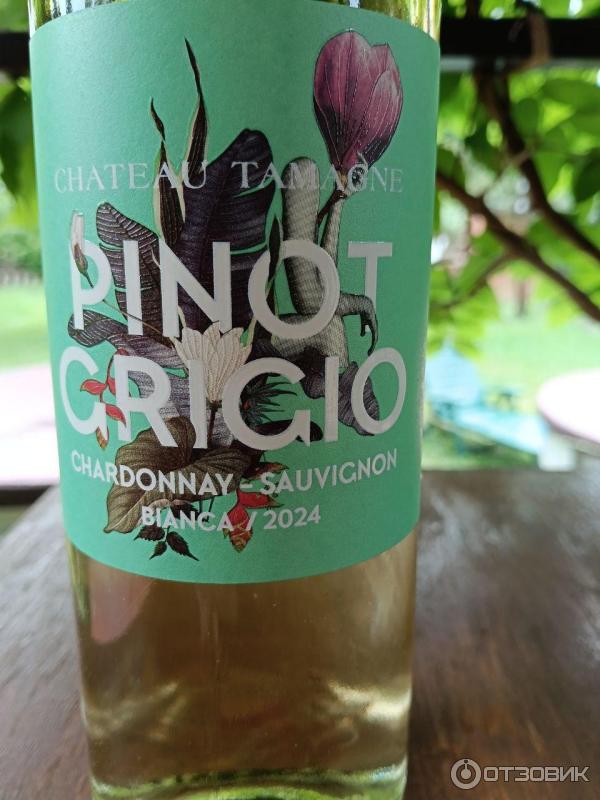 CHATEAU TAMAGNE
PINOT
GRIGIO
CHARDONNAY - SAUVIGNON
BIANCA / 2024
ОТЗОВИК